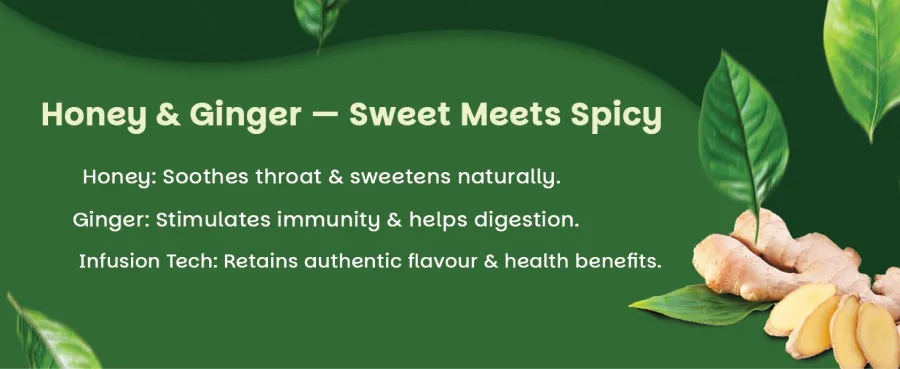 Honey & Ginger — Sweet Meets Spicy
Honey: Soothes throat & sweetens naturally.
Ginger: Stimulates immunity & helps digestion.
Infusion Tech: Retains authentic flavour & health benefits.